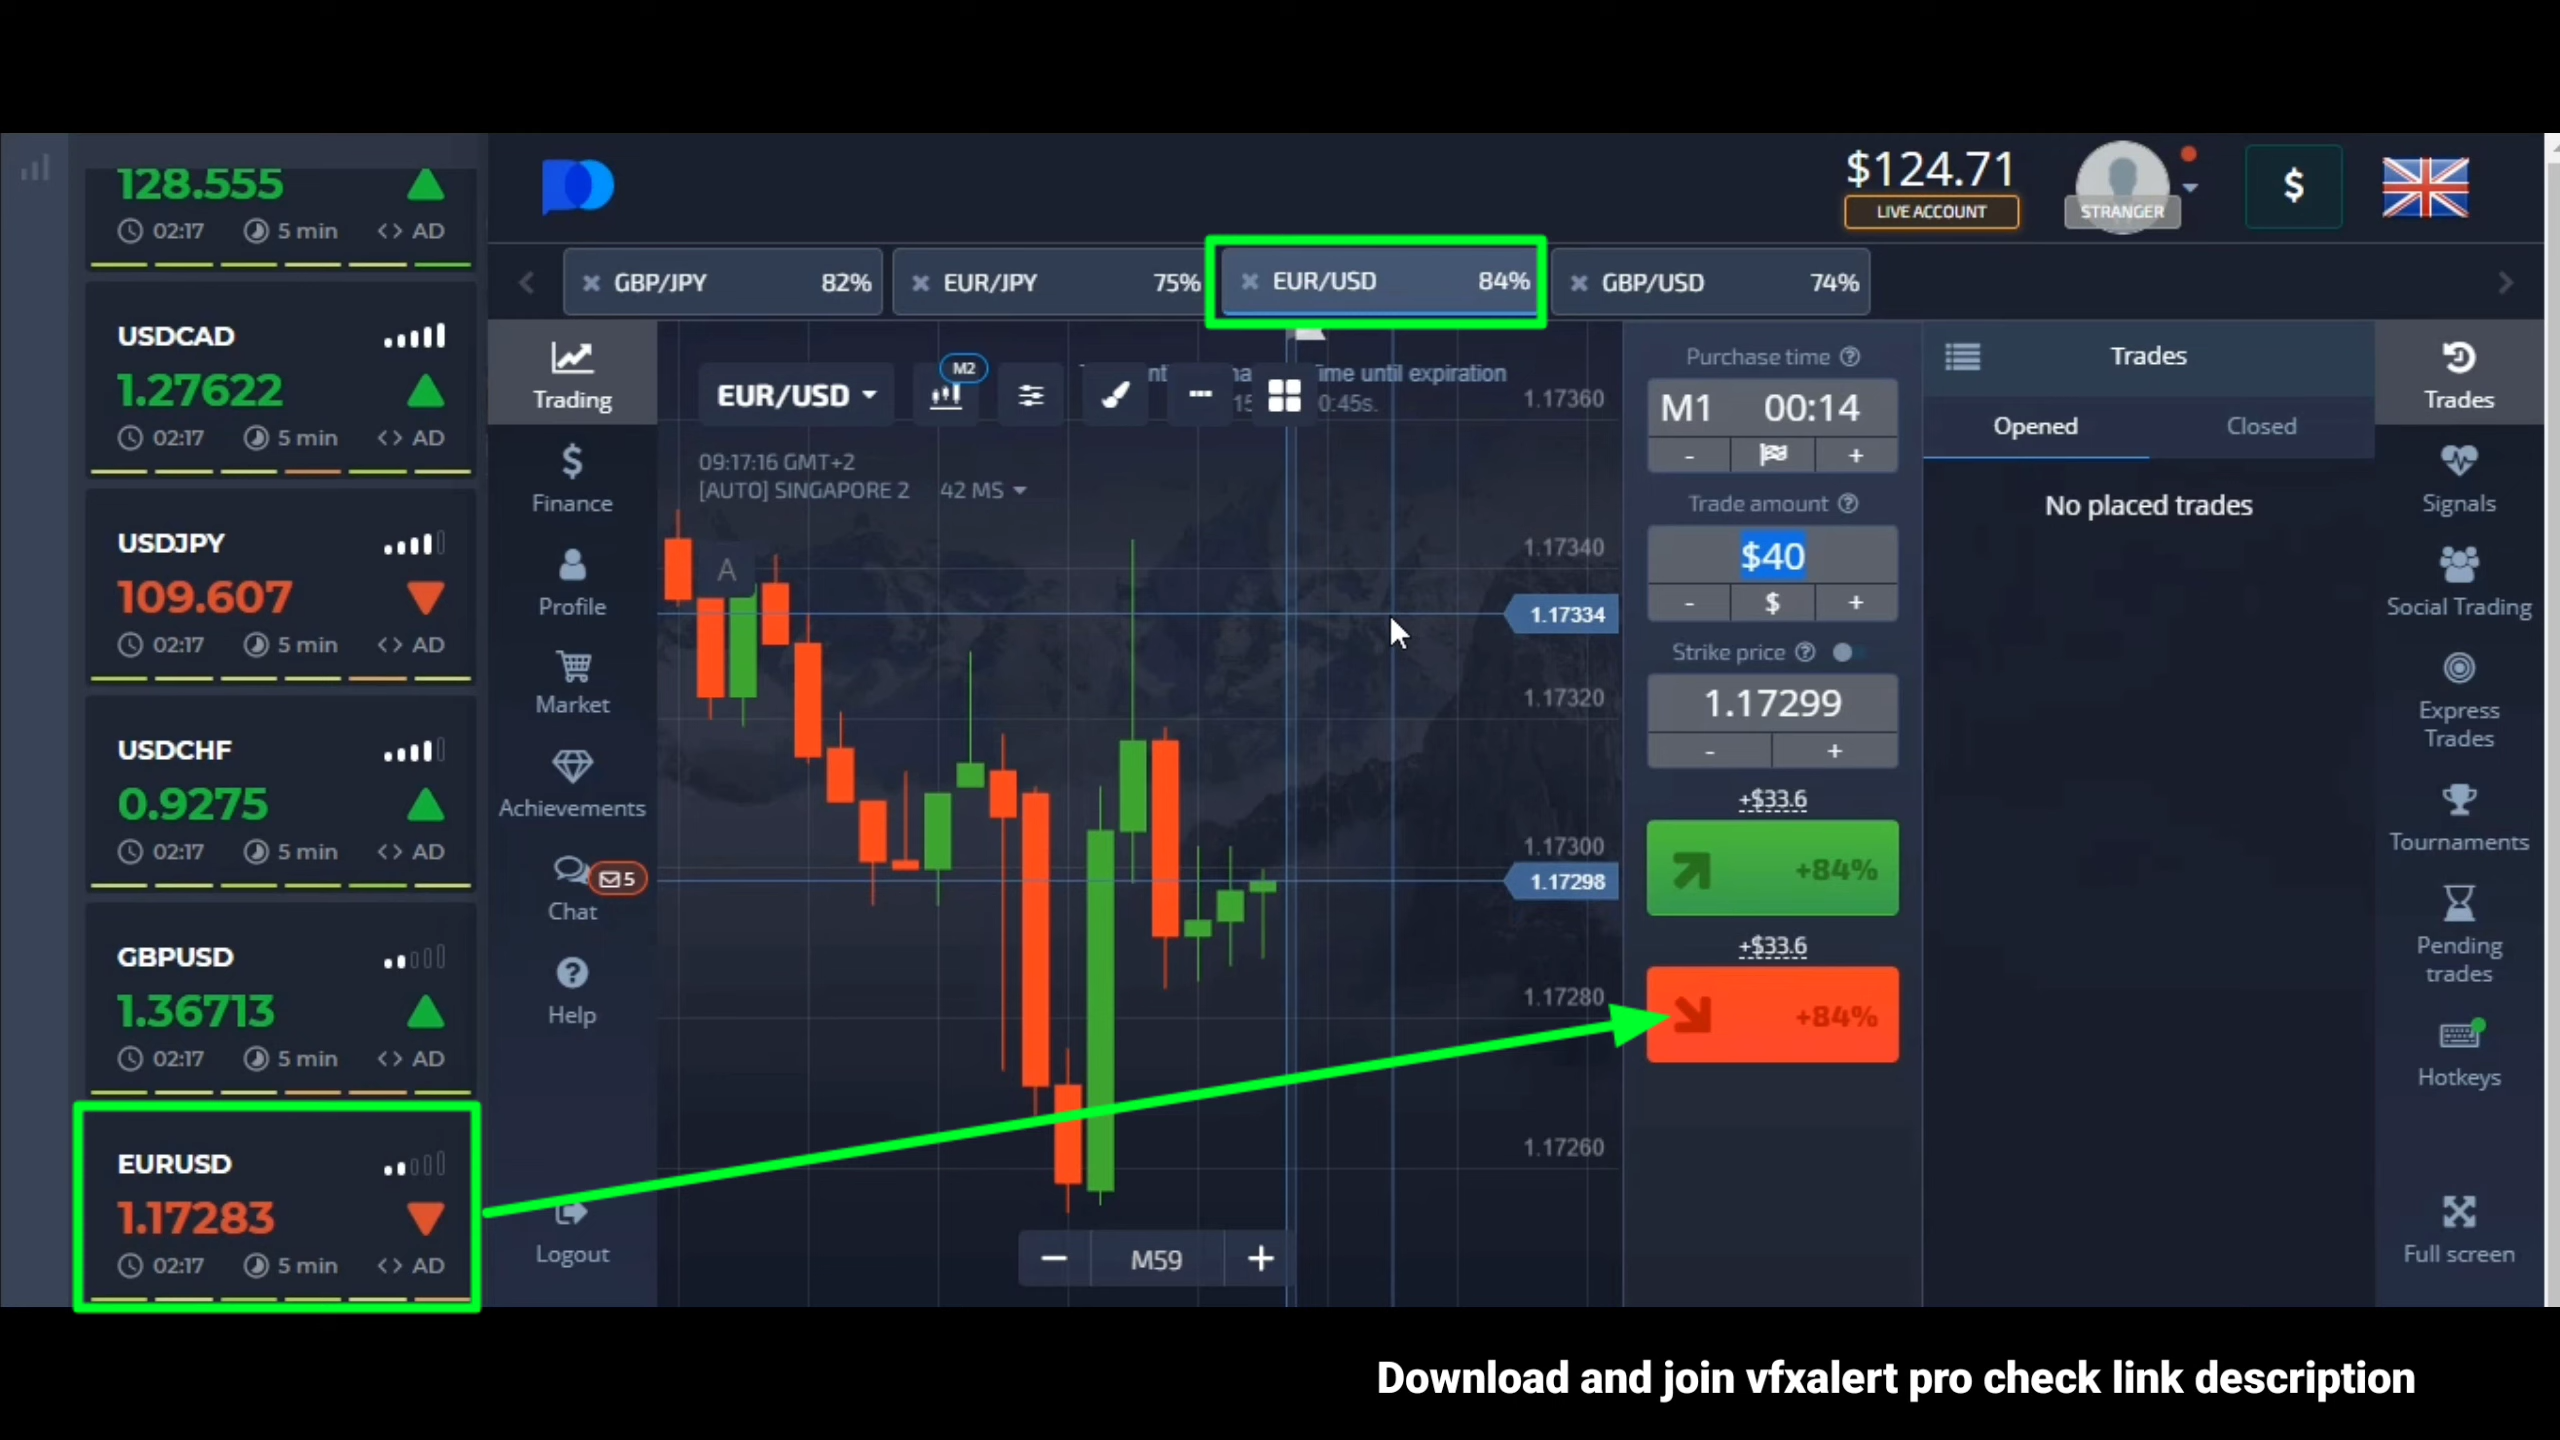 128.555
02:17 5 min <> AD
USDCAD
1.27622
02:17 5 min <> AD
USDJPY
109.607
02:17 5 min <> AD
USDCHF
0.9275
02:17 5 min <> AD
GBPUSD
1.36713
02:17 5 min <> AD
EURUSD
1.17283
02:17 5 min <> AD
$124.71
LIVE ACCOUNT
STRANGER
$
GBP/JPY 82%
EUR/JPY 75%
EUR/USD 84%
GBP/USD 74%
Trading
Finance
Profile
Market
Achievements
5
Chat
Help
Logout
EUR/USD
M2
until expiration
09:17:16 GMT+2
[AUTO] SINGAPORE 2 42 MS
A
1.17360
1.17340
1.17334
1.17320
1.17300
1.17298
1.17280
1.17260
− M59 +
Purchase time ?
M1 00:14
- +
Trade amount ?
$40
- $ +
Strike price ?
1.17299
- +
+$33.6
+84%
+$33.6
+84%
Trades
Opened Closed
No placed trades
Trades
Signals
Social Trading
Express
Trades
Tournaments
Pending
trades
Hotkeys
Full screen
Download and join vfxalert pro check link description